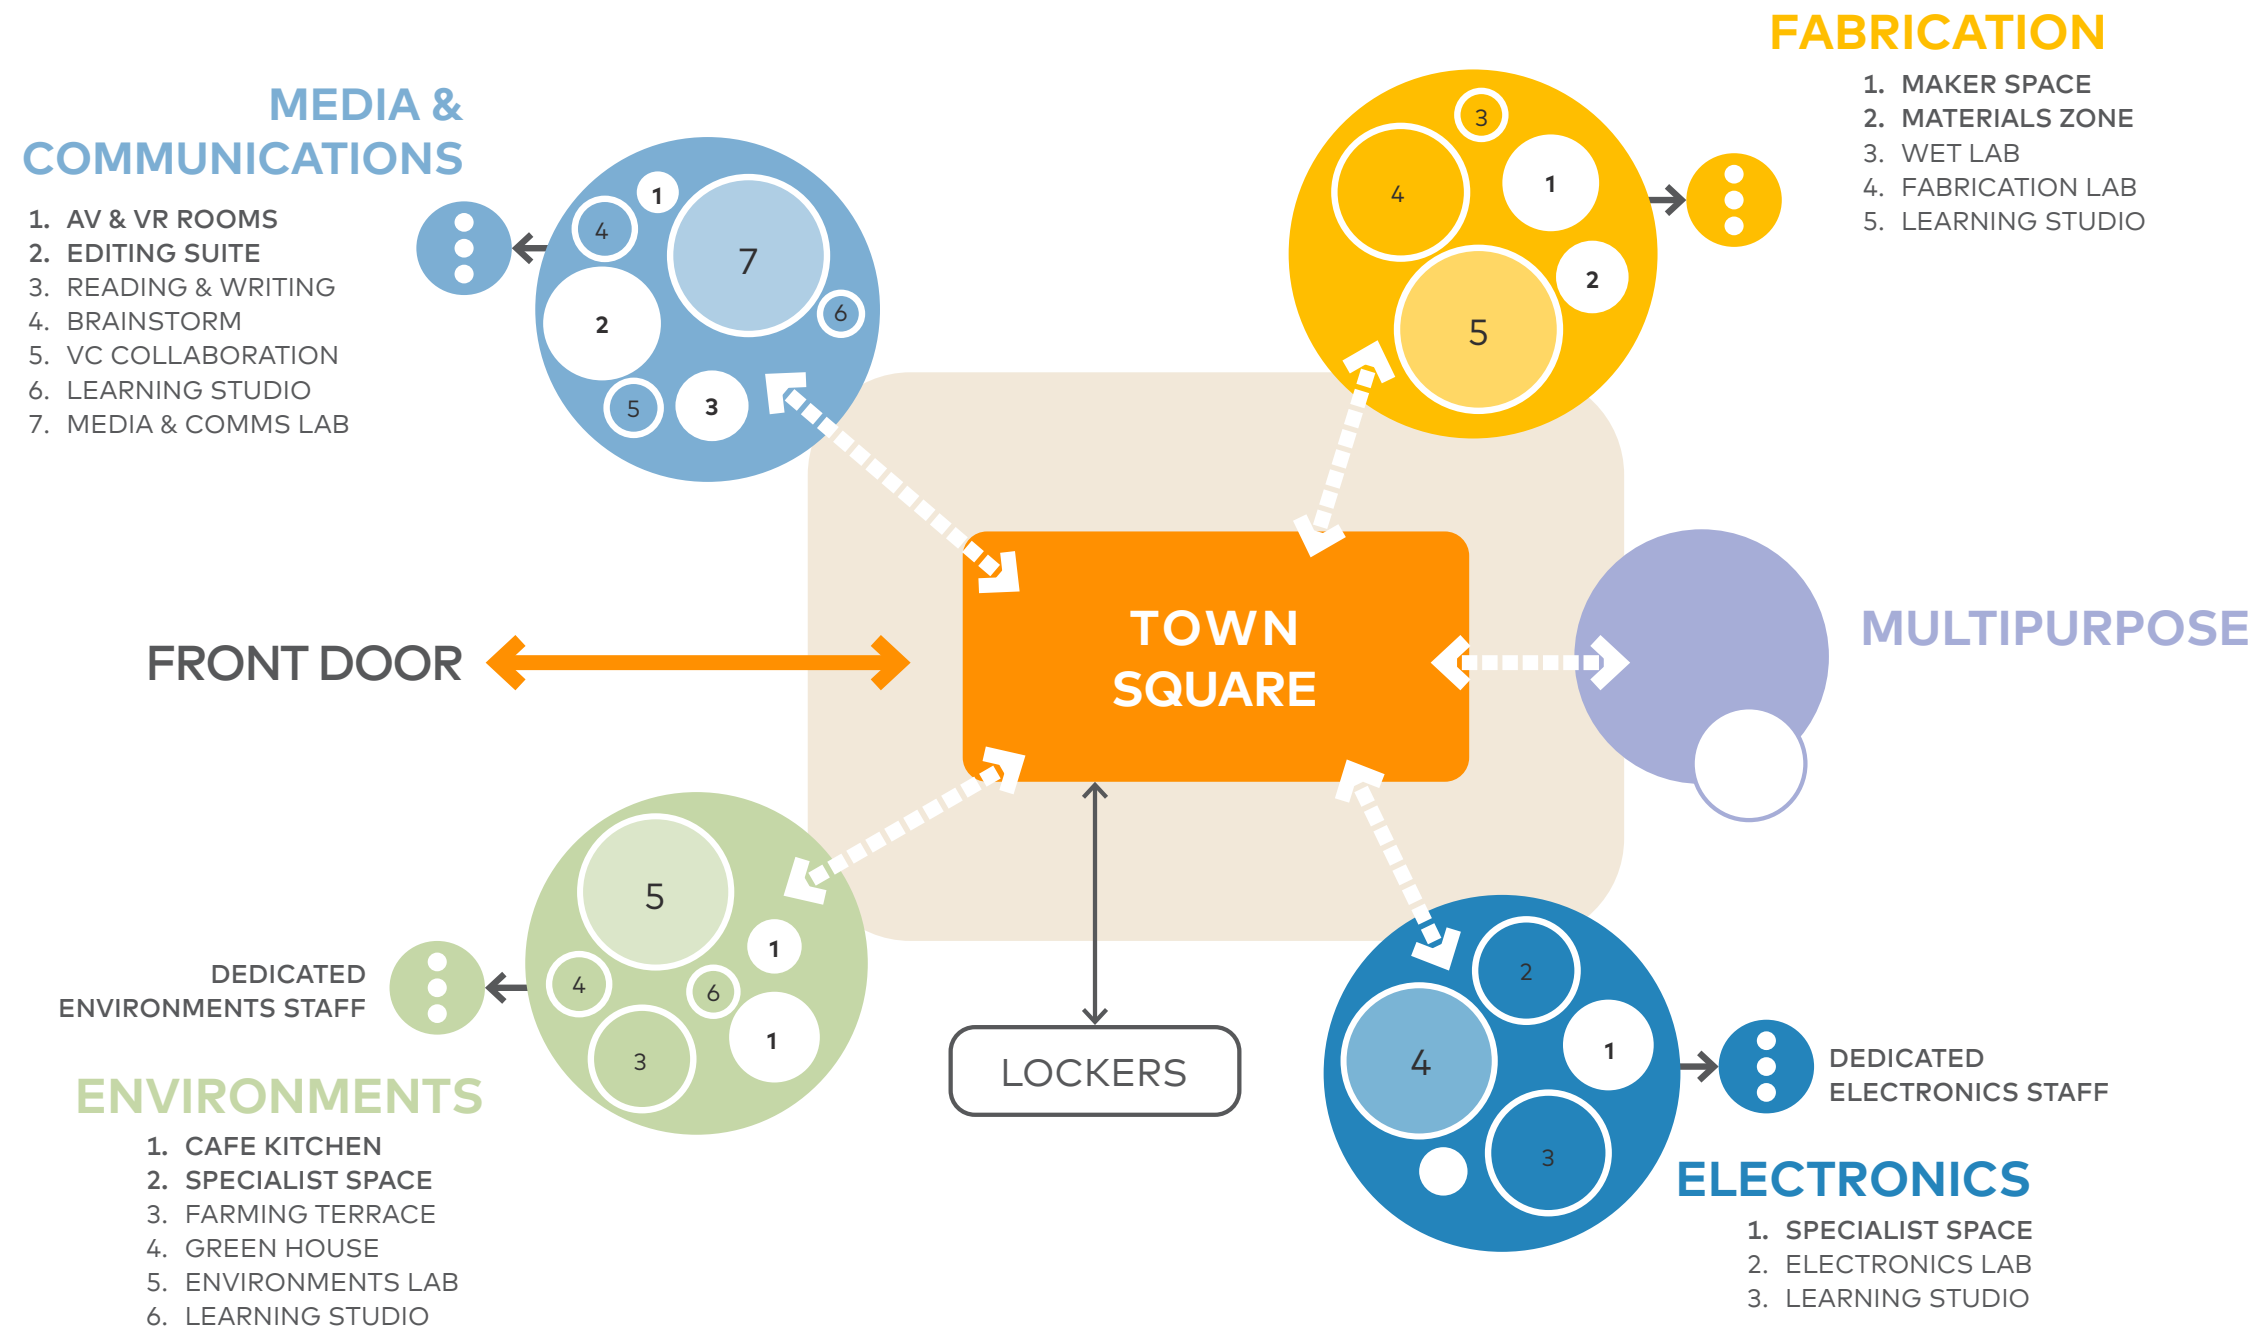 MEDIA &
COMMUNICATIONS
1. AV & VR ROOMS
2. EDITING SUITE
3. READING & WRITING
4. BRAINSTORM
5. VC COLLABORATION
6. LEARNING STUDIO
7. MEDIA & COMMS LAB
1
4
7
6
2
5
3
FABRICATION
1. MAKER SPACE
2. MATERIALS ZONE
3. WET LAB
4. FABRICATION LAB
5. LEARNING STUDIO
3
4
1
2
5
FRONT DOOR
TOWN
SQUARE
MULTIPURPOSE
5
1
4
6
1
3
DEDICATED
ENVIRONMENTS STAFF
ENVIRONMENTS
1. CAFE KITCHEN
2. SPECIALIST SPACE
3. FARMING TERRACE
4. GREEN HOUSE
5. ENVIRONMENTS LAB
6. LEARNING STUDIO
LOCKERS
2
1
4
3
DEDICATED
ELECTRONICS STAFF
ELECTRONICS
1. SPECIALIST SPACE
2. ELECTRONICS LAB
3. LEARNING STUDIO